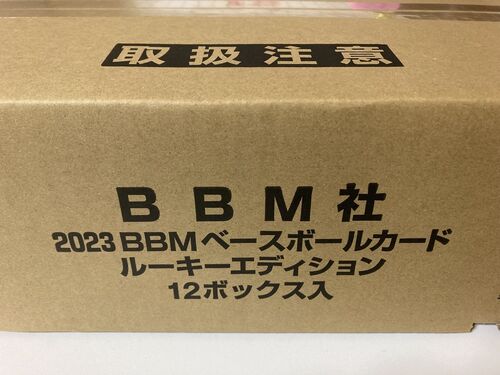 取扱注意
BBM社
2023 BBMベースボールカード
ルーキーエディション
12ボックス入